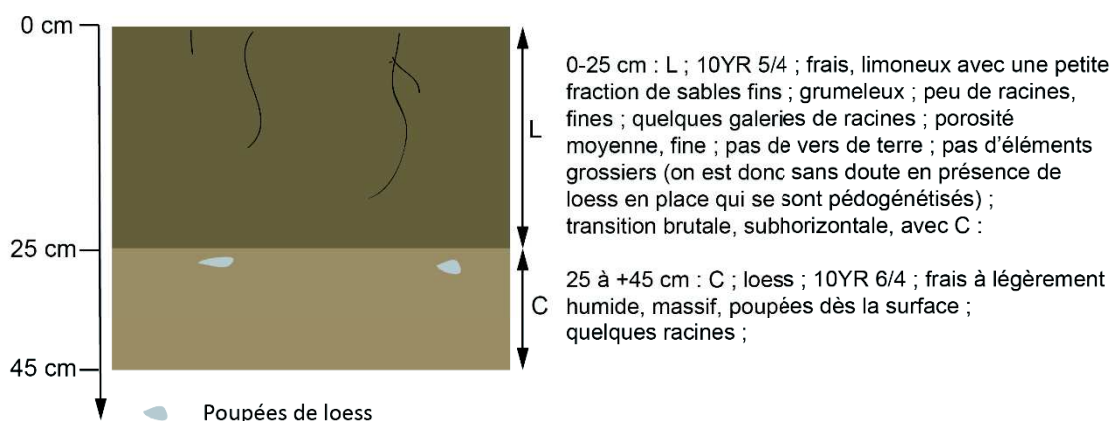 0 cm
25 cm
45 cm
L
C
0-25 cm : L ; 10YR 5/4 ; frais, limoneux avec une petite
fraction de sables fins ; grumeleux ; peu de racines,
fines ; quelques galeries de racines ; porosité
moyenne, fine ; pas de vers de terre ; pas d'éléments
grossiers (on est donc sans doute en présence de
loess en place qui se sont pédogénétisés) ;
transition brutale, subhorizontale, avec C :
25 à +45 cm : C ; loess ; 10YR 6/4 ; frais à légèrement
humide, massif, poupées dès la surface ;
quelques racines ;
Poupées de loess